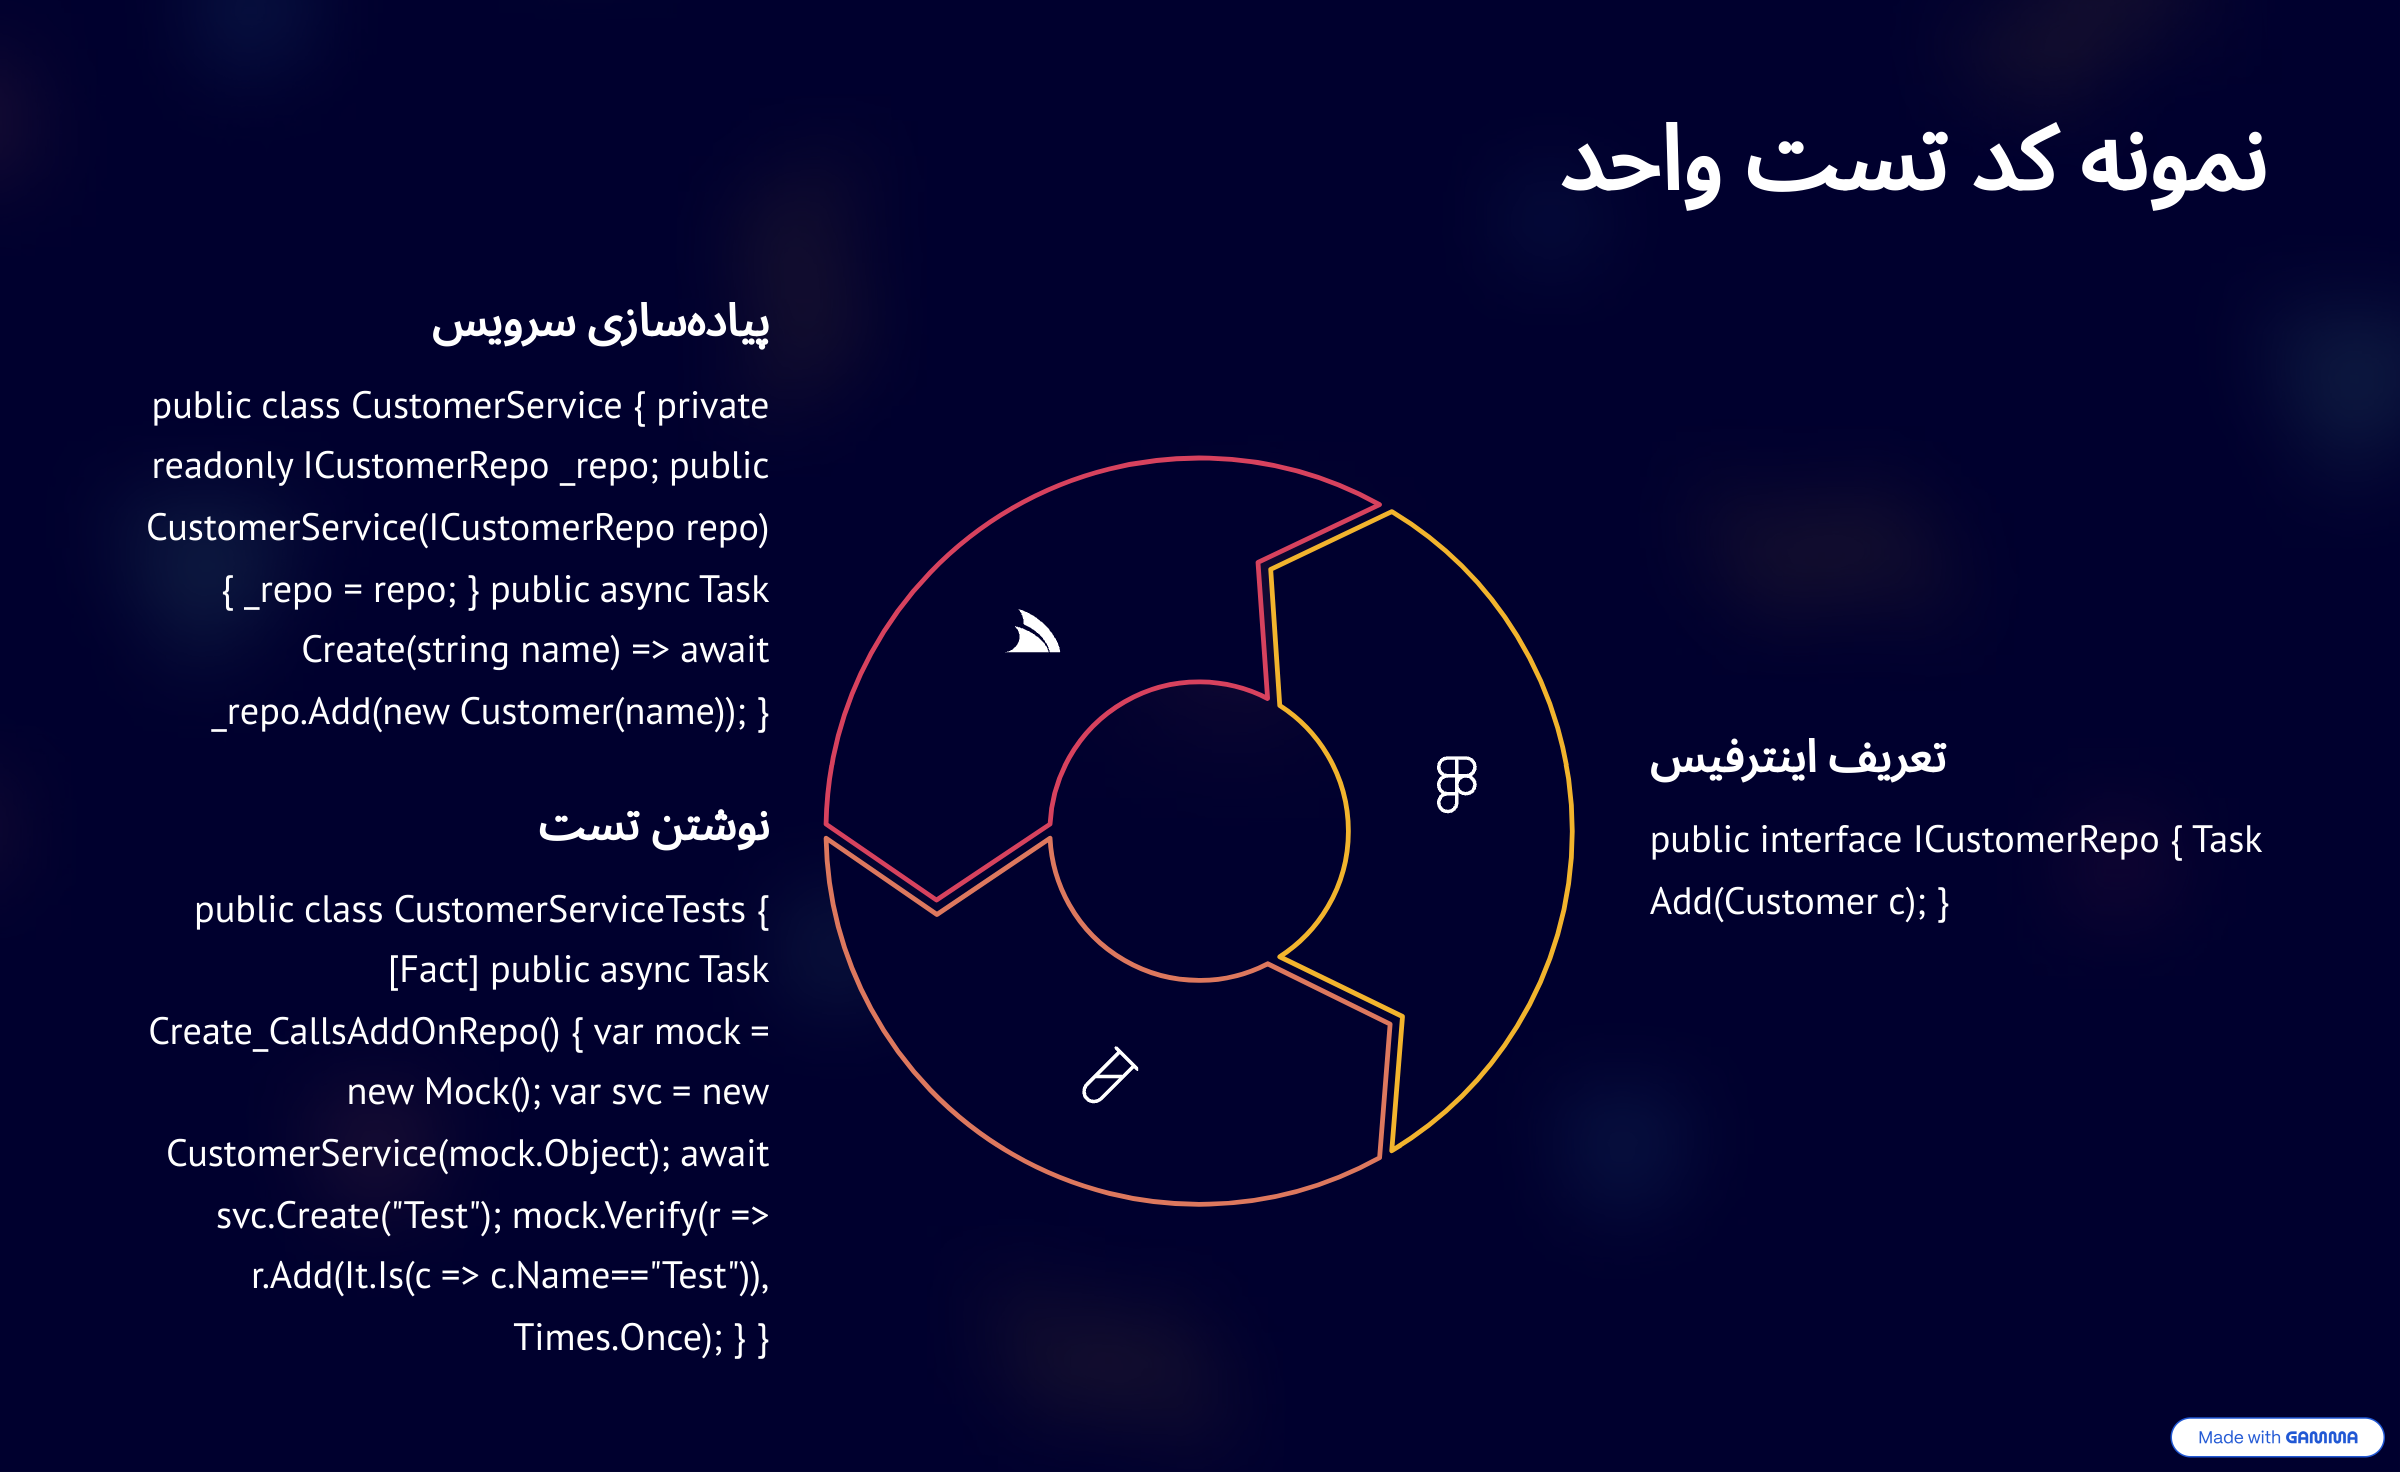 نمونه کد تست واحد
تعریف اینترفیس
public interface ICustomerRepo { Task
Add(Customer c); }
پیاده‌سازی سرویس
public class CustomerService { private
readonly ICustomerRepo _repo; public
CustomerService(ICustomerRepo repo)
{ _repo = repo; } public async Task
Create(string name) => await
_repo.Add(new Customer(name)); }
نوشتن تست
public class CustomerServiceTests {
[Fact] public async Task
Create_CallsAddOnRepo() { var mock =
new Mock(); var svc = new
CustomerService(mock.Object); await
svc.Create("Test"); mock.Verify(r =>
r.Add(It.Is(c => c.Name=="Test")),
Times.Once); } }
Made with GAMMA